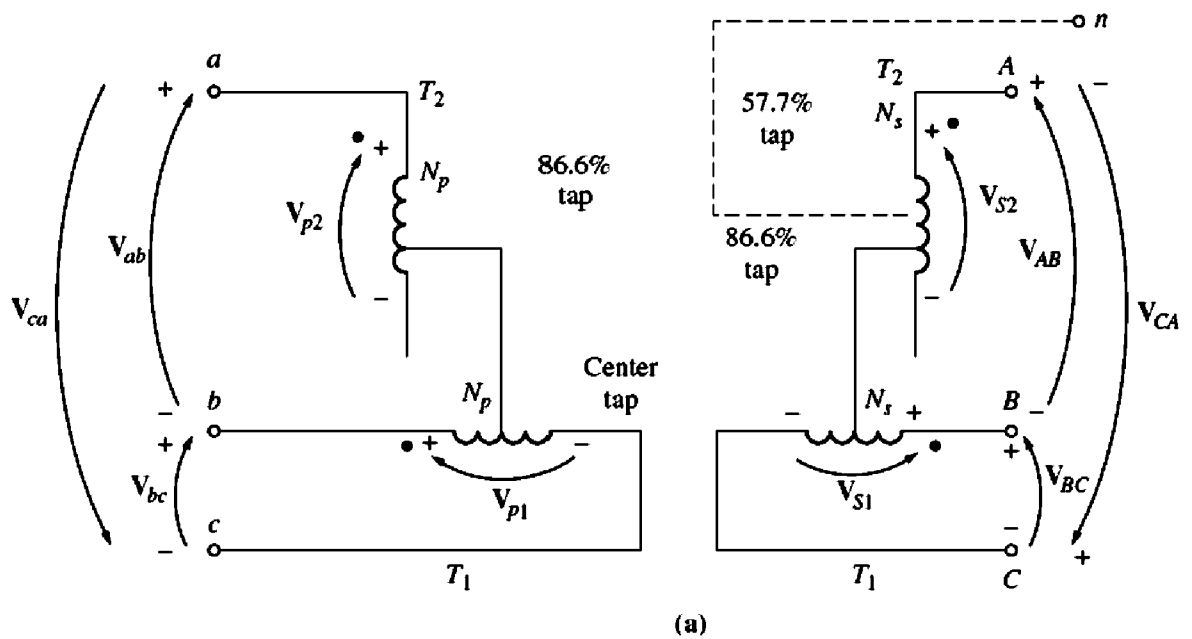 n
a
+
T2
Np
+
Vp2
−
86.6%
tap
Vab
Vca
−
b
+
Vbc
c
−
Np
Center
tap
+
−
Vp1
T1
57.7%
tap
T2
Ns
A
+
−
+
VS2
−
86.6%
tap
VAB
VCA
−
Ns
+
B
−
+
VS1
VBC
−
C
+
T1
(a)